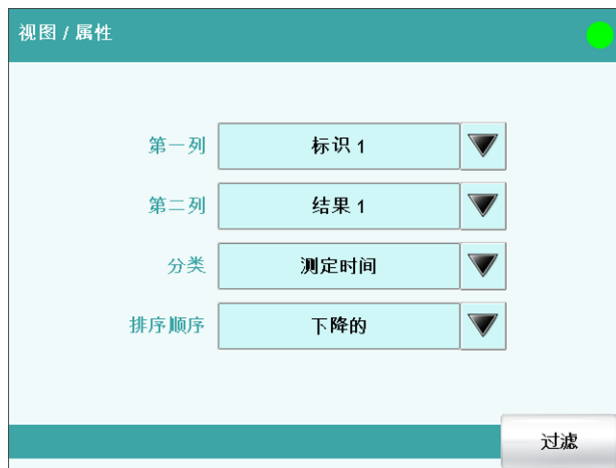 视图 / 属性
第一列 标识 1
第二列 结果 1
分类 测定时间
排序顺序 下降的
过滤